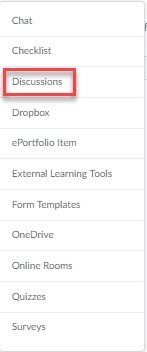 Chat
Checklist
Discussions
Dropbox
ePortfolio Item
External Learning Tools
Form Templates
OneDrive
Online Rooms
Quizzes
Surveys